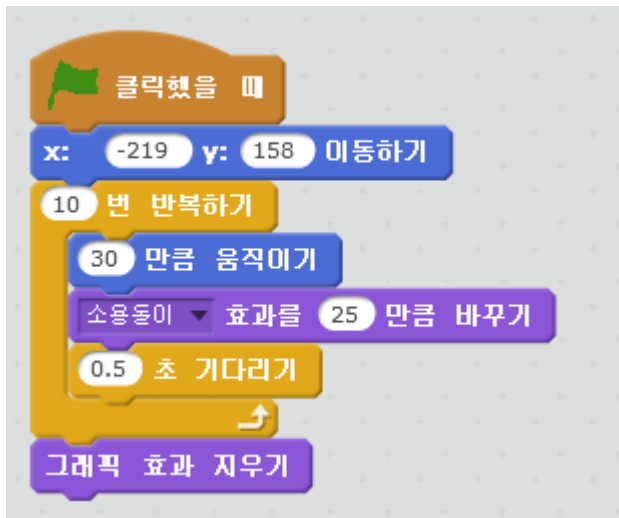 클릭했을 때
x: -219 y: 158 이동하기
10 번 반복하기
30 만큼 움직이기
소용돌이 효과를 25 만큼 바꾸기
0.5 초 기다리기
그래픽 효과 지우기